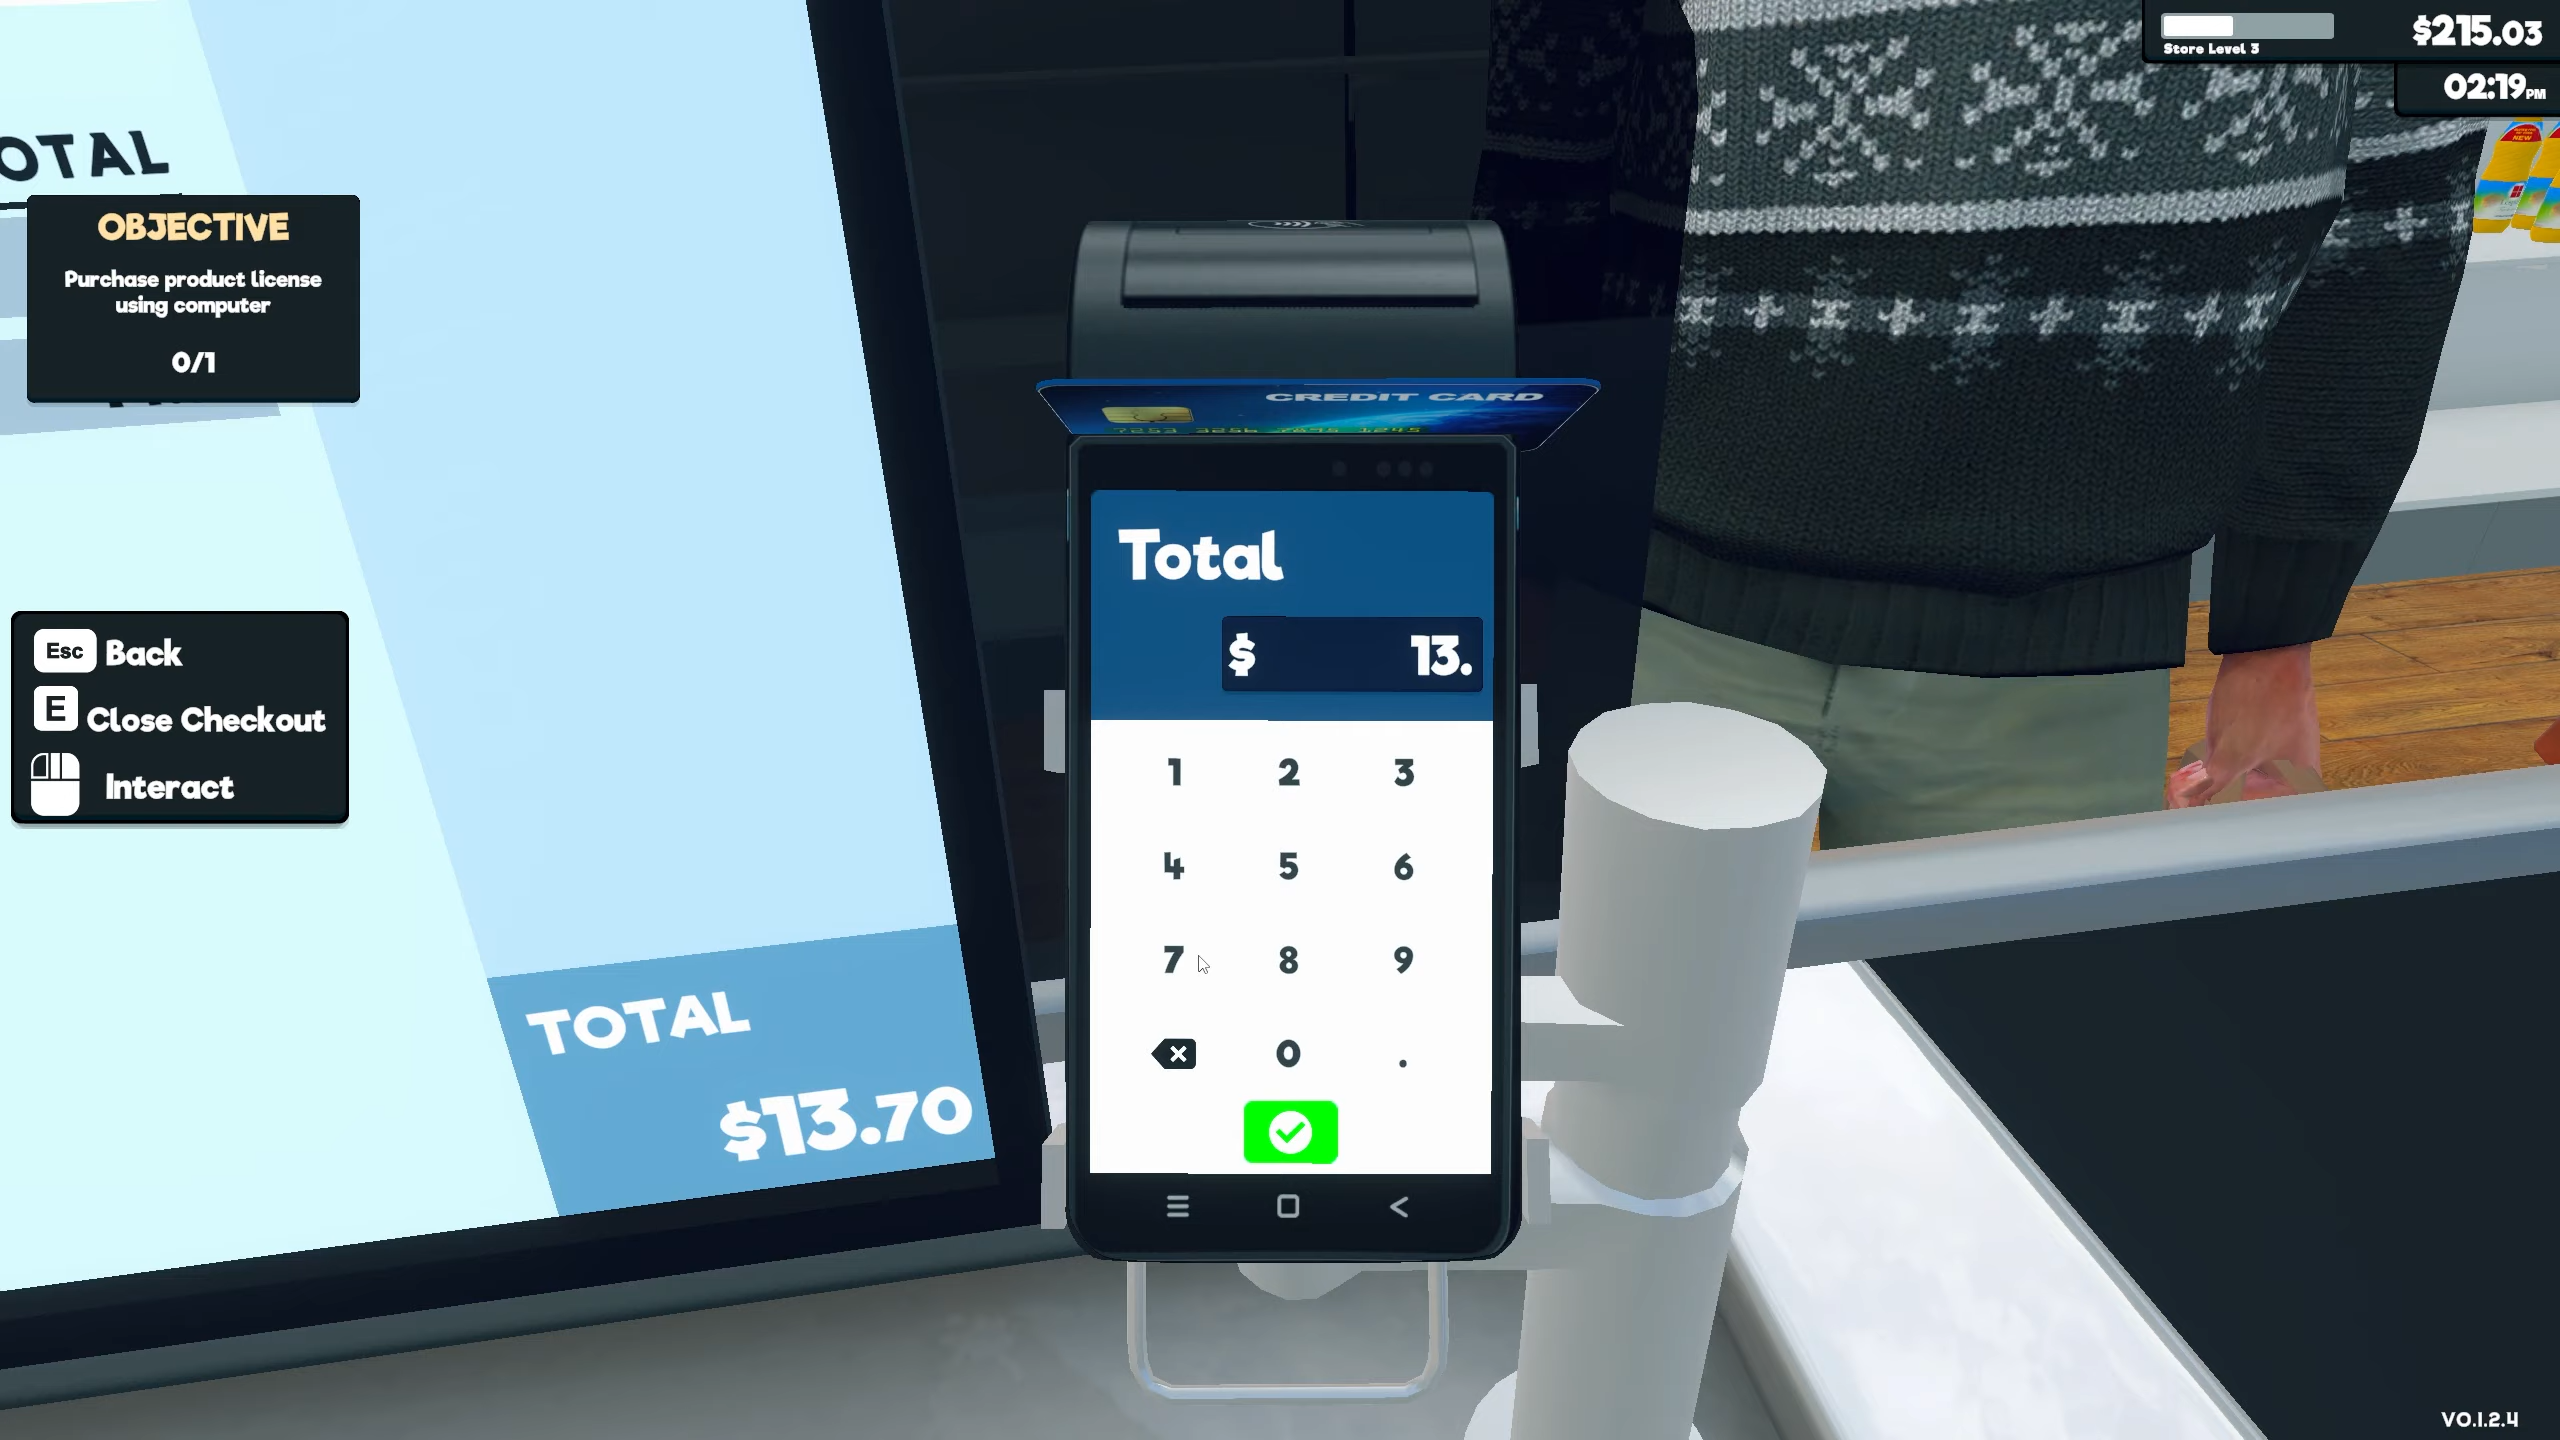 $215.03
Store Level 3
02:19PM
OTAL
OBJECTIVE
Purchase product license
using computer
0/1
Esc Back
E Close Checkout
Interact
CREDIT CARD
Total
$ 13.
1 2 3
4 5 6
7 8 9
0 .
TOTAL
$13.70
NEW
V0.1.2.4